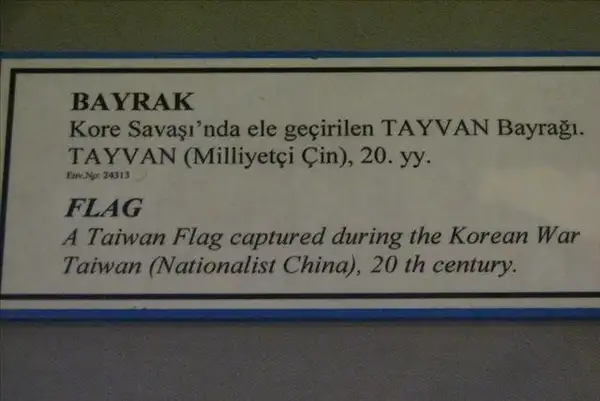 BAYRAK
Kore Savaşı'nda ele geçirilen TAYVAN Bayrağı.
TAYVAN (Milliyetçi Çin), 20. yy.
Env.No: 24313
FLAG
A Taiwan Flag captured during the Korean War
Taiwan (Nationalist China), 20 th century.